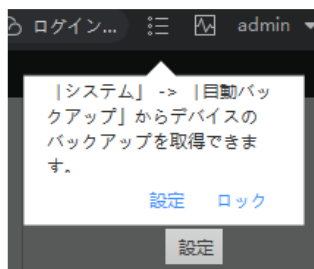 ログイン... admin
「システム」 -> 「自動バッ
クアップ」からデバイスの
バックアップを取得できま
す。
設定 ロック
設定